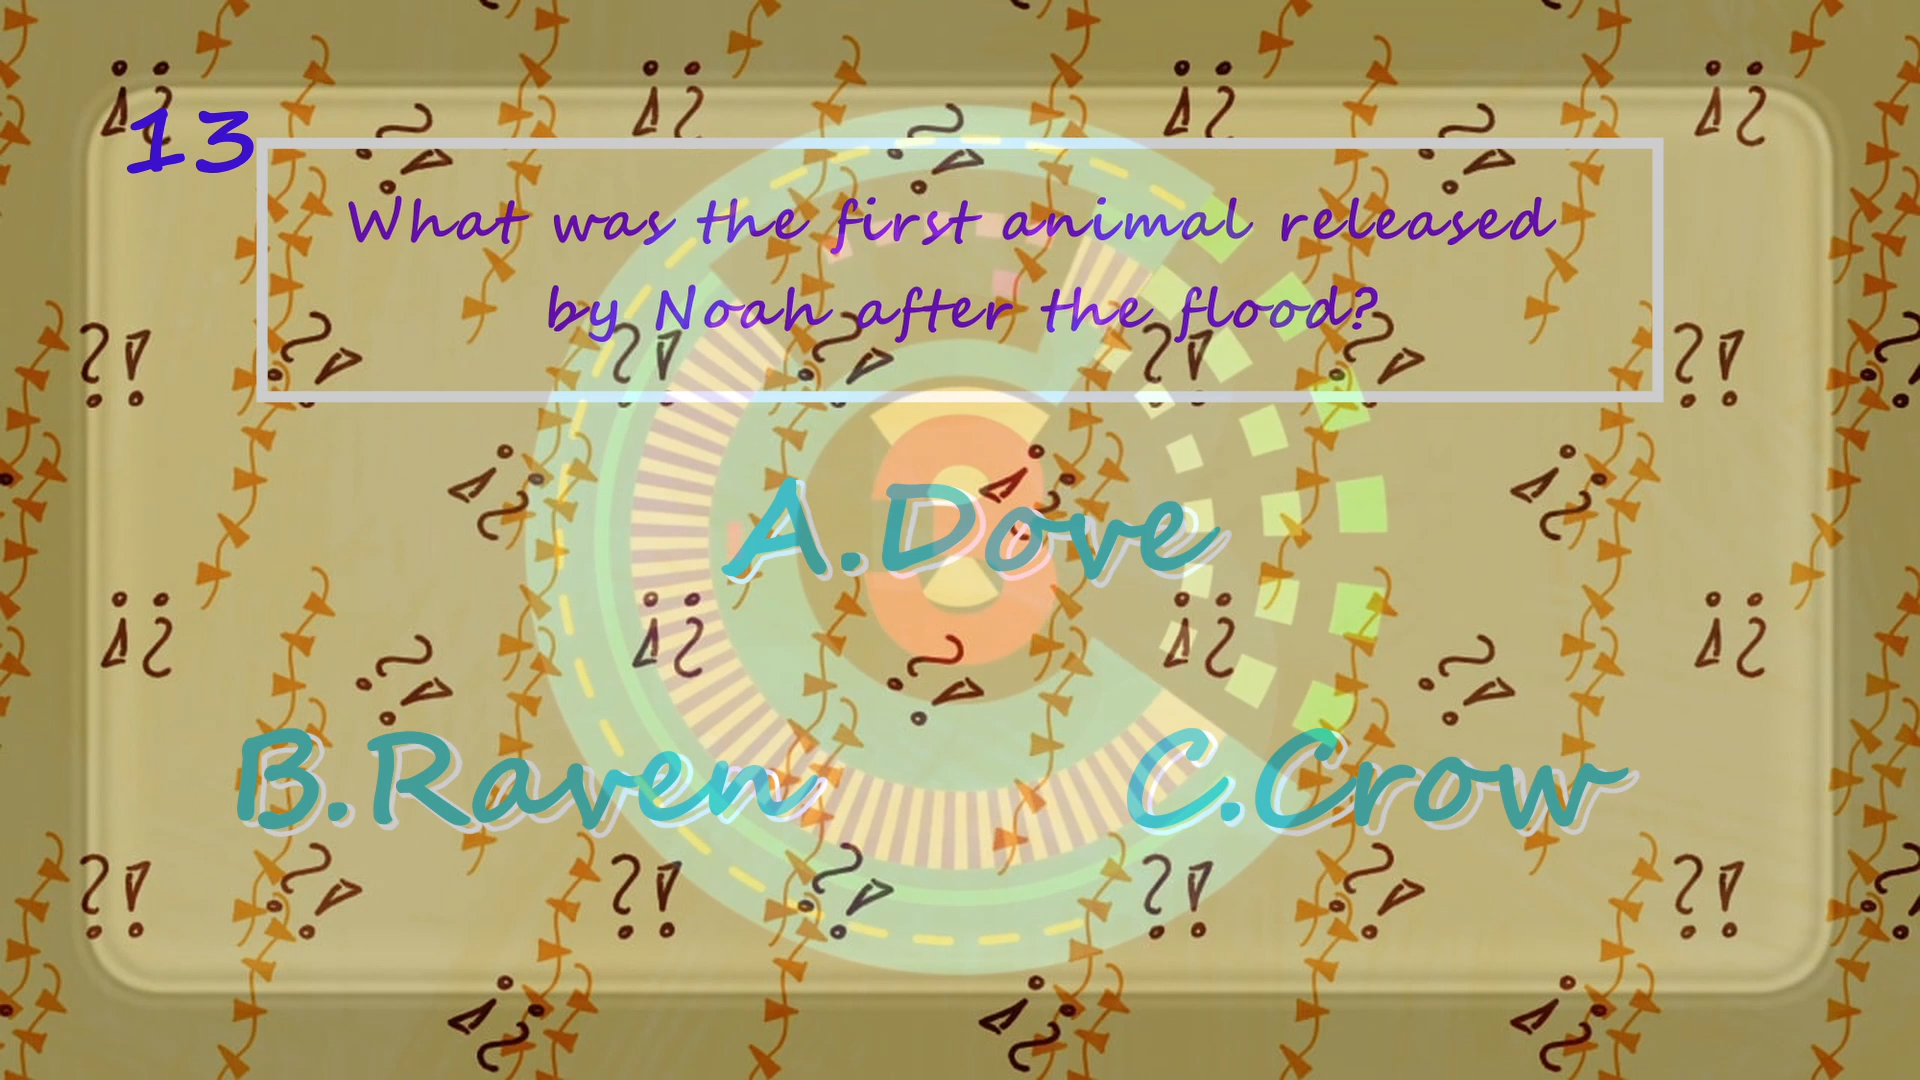 13
What was the first animal released
by Noah after the flood?
A.Dove
B.Raven
C.Crow